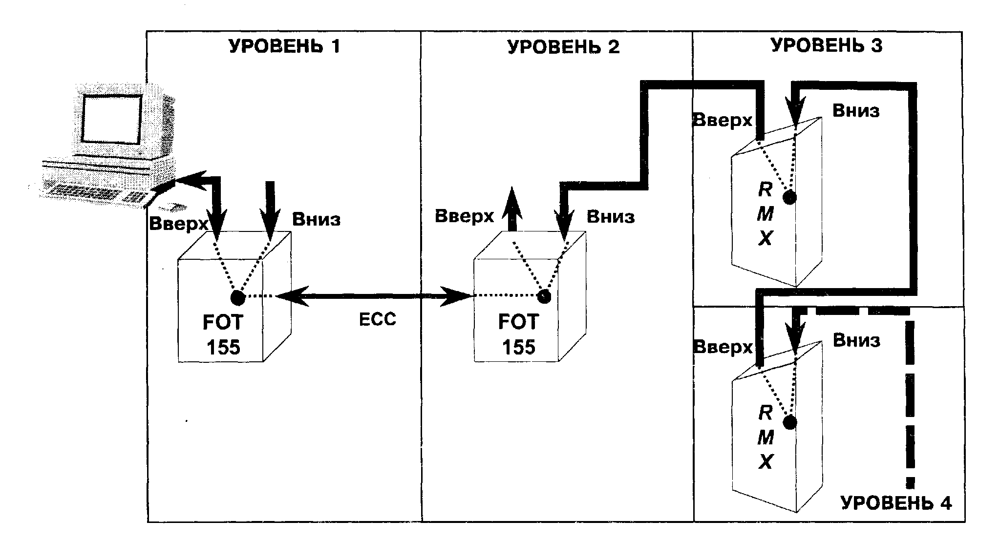 УРОВЕНЬ 1
УРОВЕНЬ 2
УРОВЕНЬ 3
Вверх
Вниз
Вверх
Вниз
Вверх
Вниз
R
M
X
FOT
155
ECC
FOT
155
Вверх
Вниз
R
M
X
УРОВЕНЬ 4